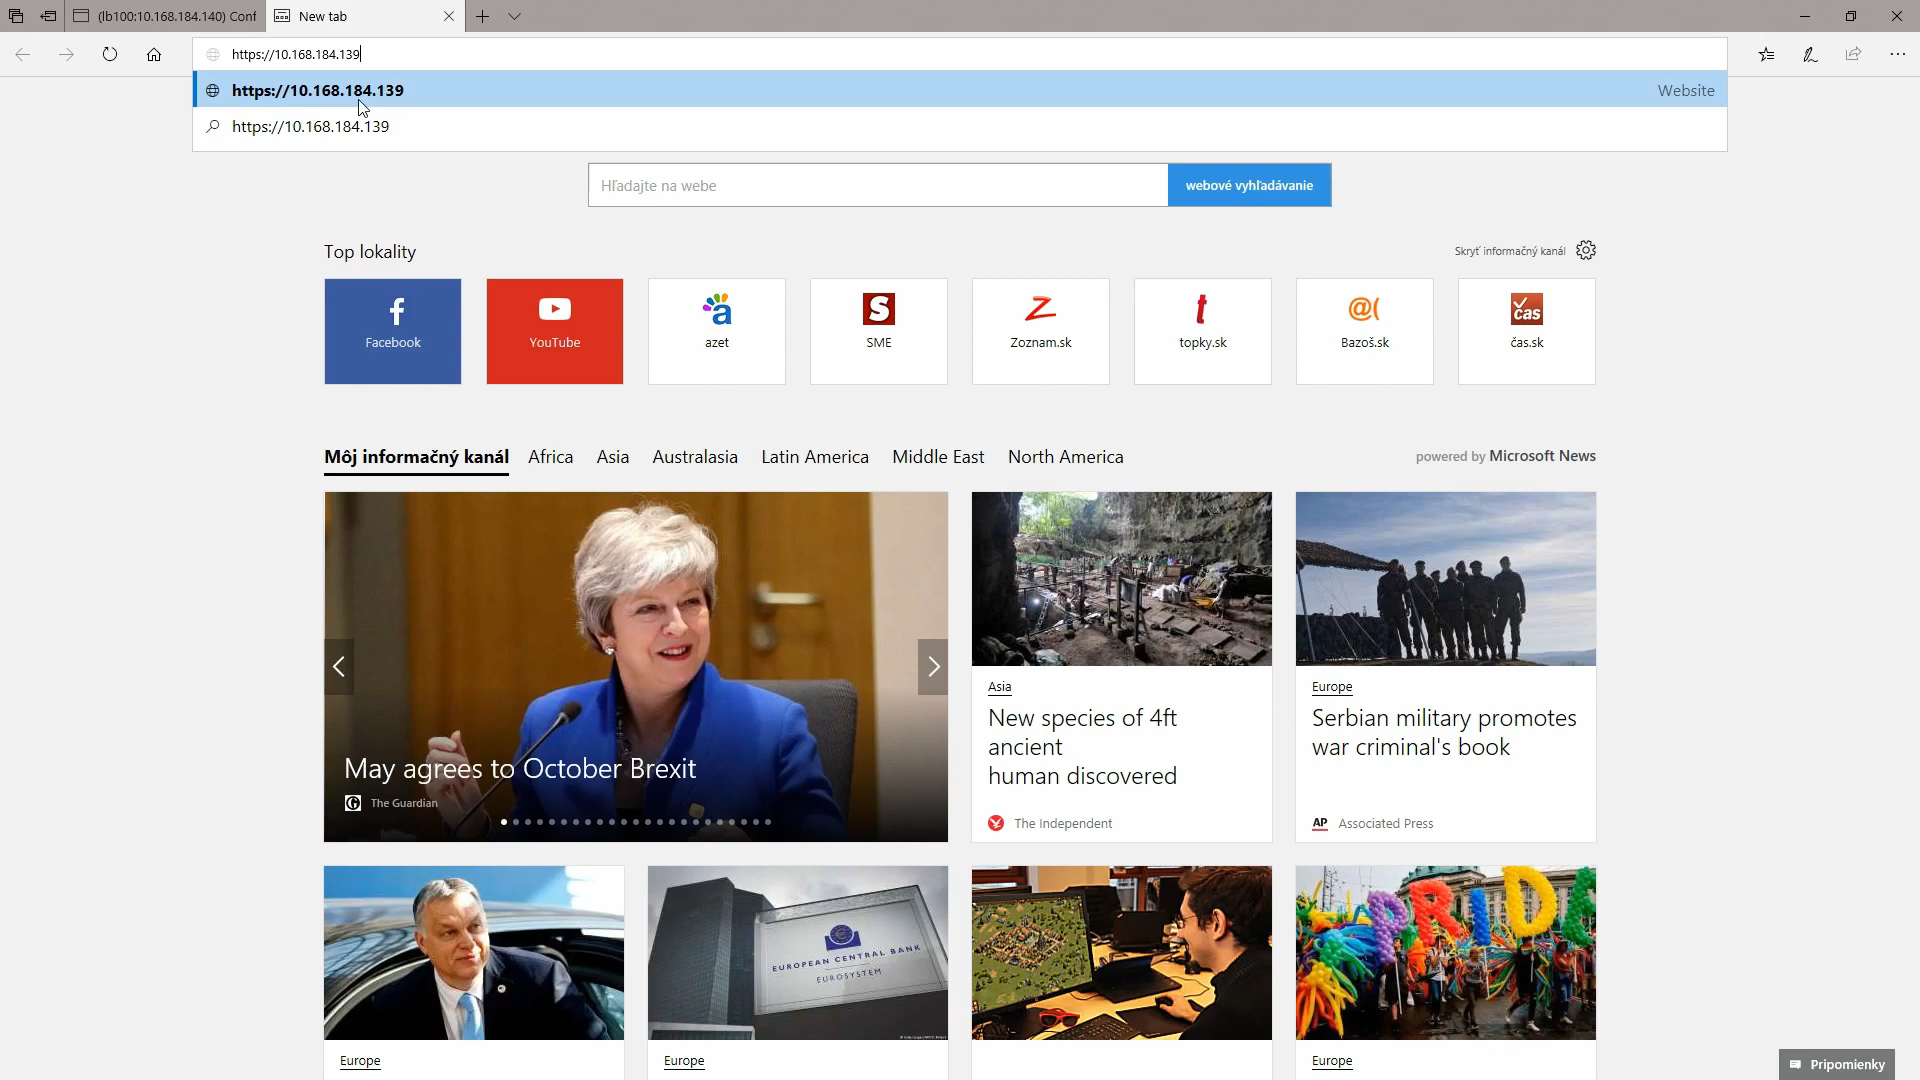 (lb100:10.168.184.140) Conf
New tab
https://10.168.184.139
https://10.168.184.139
Website
https://10.168.184.139
Hľadajte na webe
webové vyhľadávanie
Top lokality
Skryť informačný kanál
Facebook
YouTube
a
azet
S
SME
Z
Zoznam.sk
t
topky.sk
@(
Bazoš.sk
čas
čas.sk
Môj informačný kanál
Africa
Asia
Australasia
Latin America
Middle East
North America
powered by Microsoft News
May agrees to October Brexit
The Guardian
Asia
New species of 4ft
ancient
human discovered
The Independent
Europe
Serbian military promotes
war criminal's book
AP
Associated Press
EUROPEAN CENTRAL BANK
EUROSYSTEM
PRIDE
Europe
Europe
Europe
Pripomienky